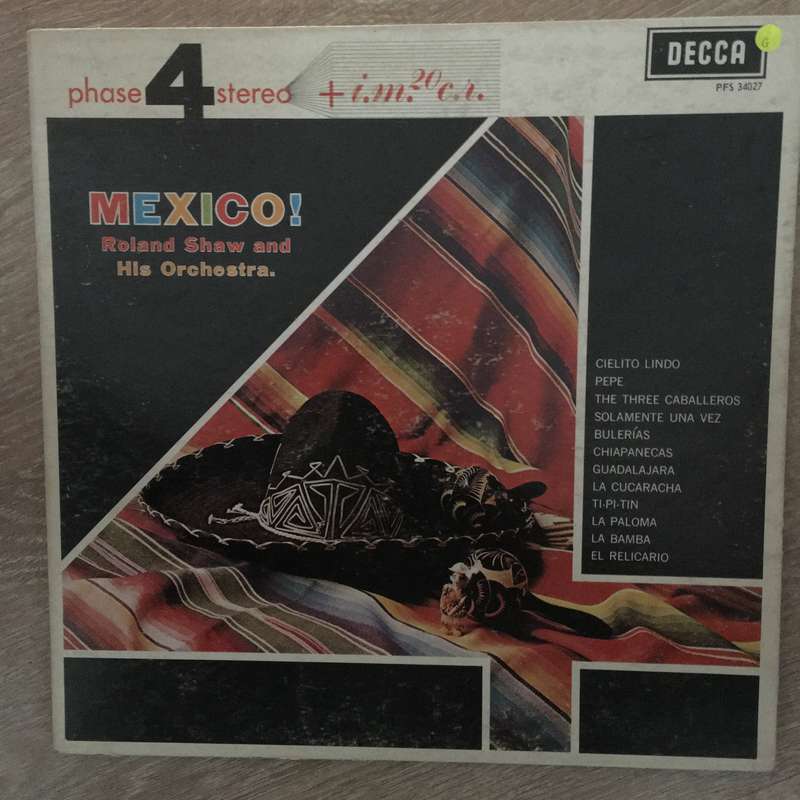 phase 4 stereo + i.m. 20 c.r.
DECCA
G
PFS 34027
MEXICO!
Roland Shaw and
His Orchestra.
CIELITO LINDO
PEPE
THE THREE CABALLEROS
SOLAMENTE UNA VEZ
BULERÍAS
CHIAPANECAS
GUADALAJARA
LA CUCARACHA
TI-PI-TIN
LA PALOMA
LA BAMBA
EL RELICARIO